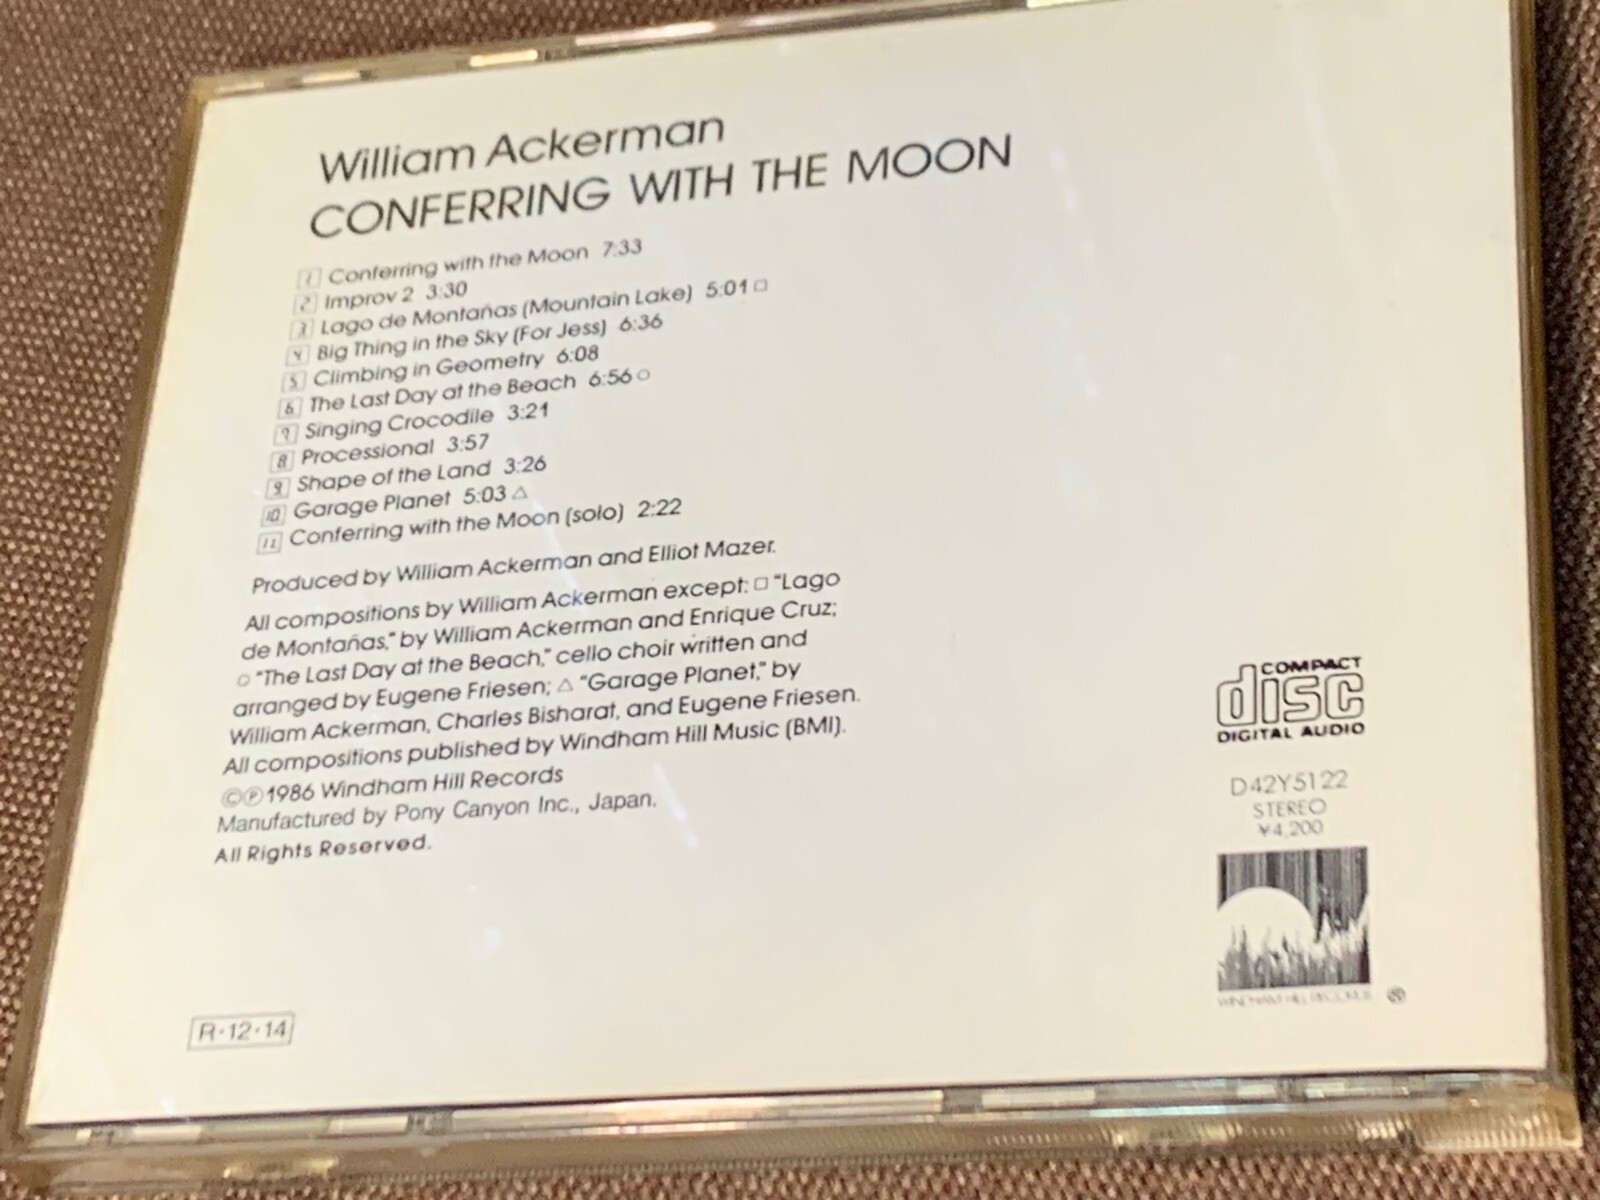 William Ackerman
CONFERRING WITH THE MOON
1 Conferring with the Moon 7:33
2 Improv 2 3:30
3 Lago de Montañas (Mountain Lake) 5:01 □
4 Big Thing in the Sky (For Jess) 6:36
5 Climbing in Geometry 6:08
6 The Last Day at the Beach 6:56 ○
7 Singing Crocodile 3:21
8 Processional 3:57
9 Shape of the Land 3:26
10 Garage Planet 5:03 △
11 Conferring with the Moon (solo) 2:22
Produced by William Ackerman and Elliot Mazer.
All compositions by William Ackerman except: □ "Lago
de Montañas," by William Ackerman and Enrique Cruz;
○ "The Last Day at the Beach," cello choir written and
arranged by Eugene Friesen; △ "Garage Planet," by
William Ackerman, Charles Bisharat, and Eugene Friesen.
All compositions published by Windham Hill Music (BMI).
©℗1986 Windham Hill Records
Manufactured by Pony Canyon Inc., Japan.
All Rights Reserved.
COMPACT
disc
DIGITAL AUDIO
D42Y5122
STEREO
¥4,200
WINDHAM HILL RECORDS
R·12·14